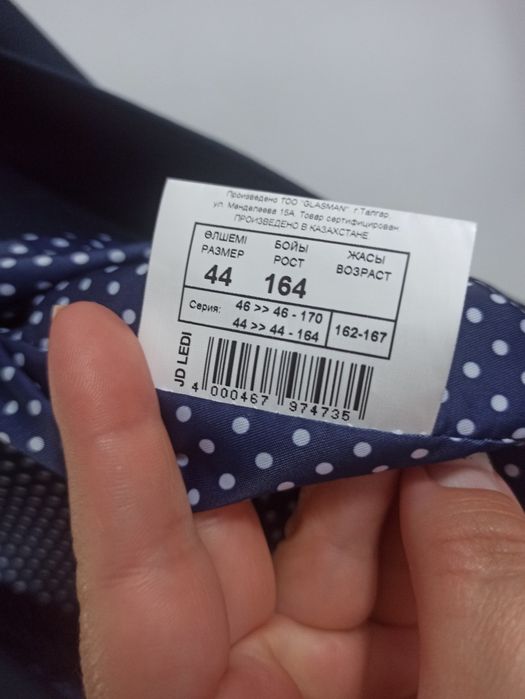 Произведено ТОО "GLASMAN". г.Талгар,
ул. Менделеева 15А. Товар сертифицирован.
ПРОИЗВЕДЕНО В КАЗАХСТАНЕ
ӨЛШЕМІ БОЙЫ ЖАСЫ
РАЗМЕР РОСТ ВОЗРАСТ
44 164
Серия: 46 >> 46 - 170
44 >> 44 - 164
162-167
JD LEDI
4 000467 974735